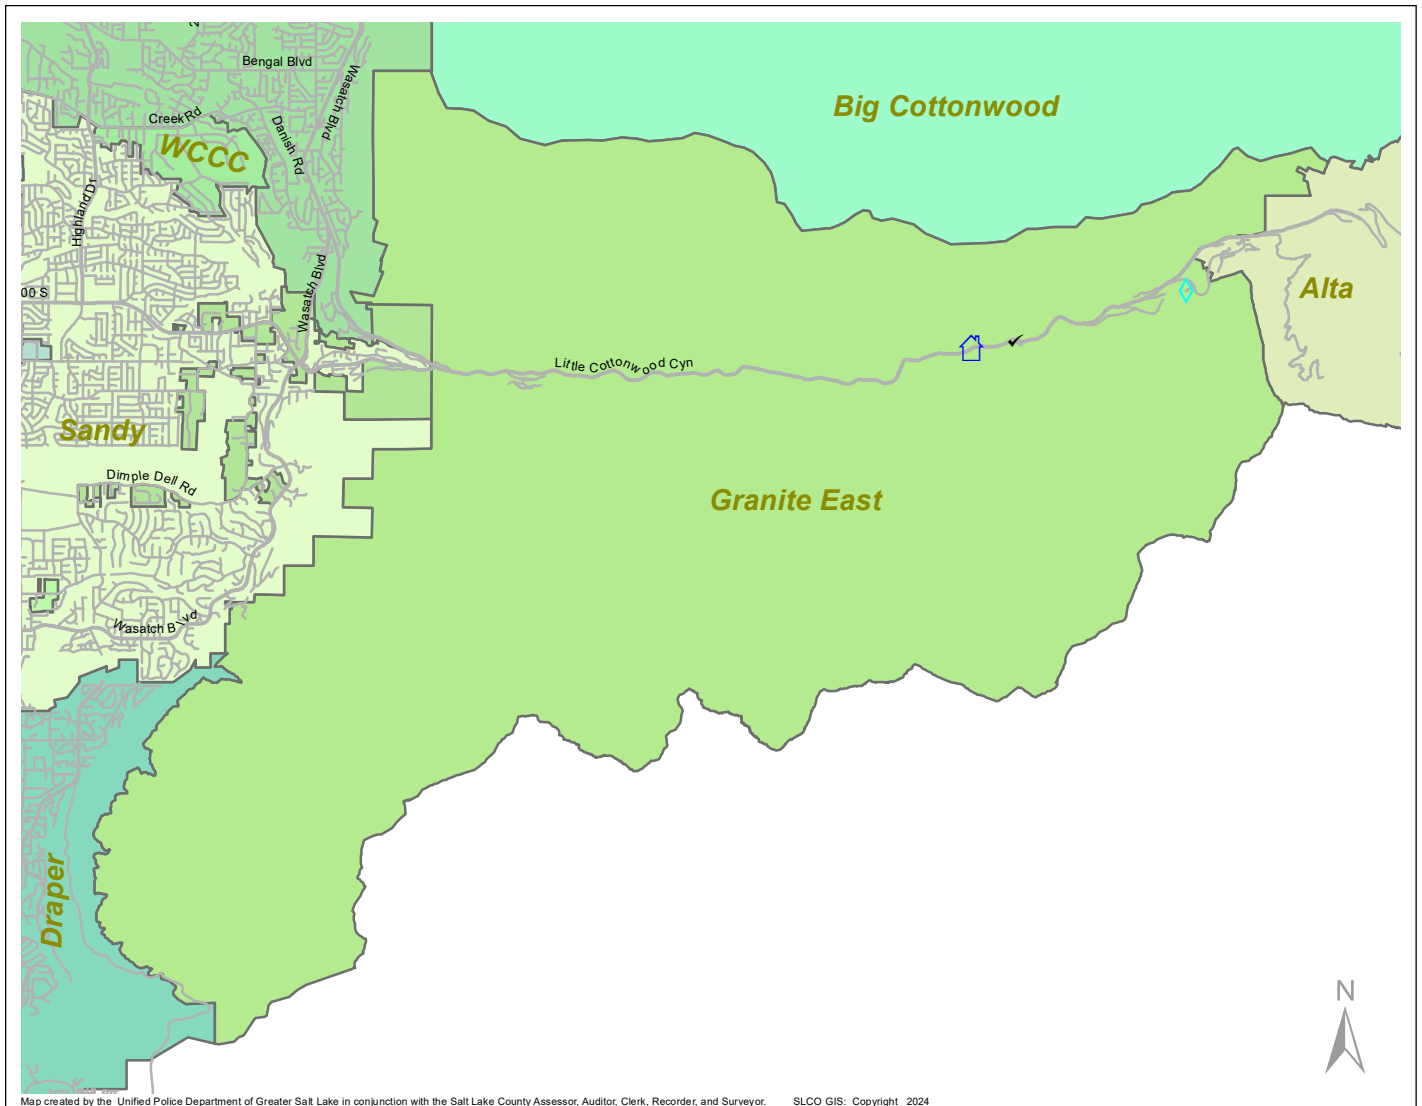 Bengal Blvd
Wasatch Blvd
Big Cottonwood
Creek Rd
Danish Rd
WCCC
Highland Dr
Wasatch Blvd
00 S
Alta
Little Cottonwood Cyn
Sandy
Dimple Dell Rd
Granite East
Wasatch Blvd
Draper
N
Map created by the Unified Police Department of Greater Salt Lake in conjunction with the Salt Lake County Assessor, Auditor, Clerk, Recorder, and Surveyor. SLCO GIS: Copyright 2024